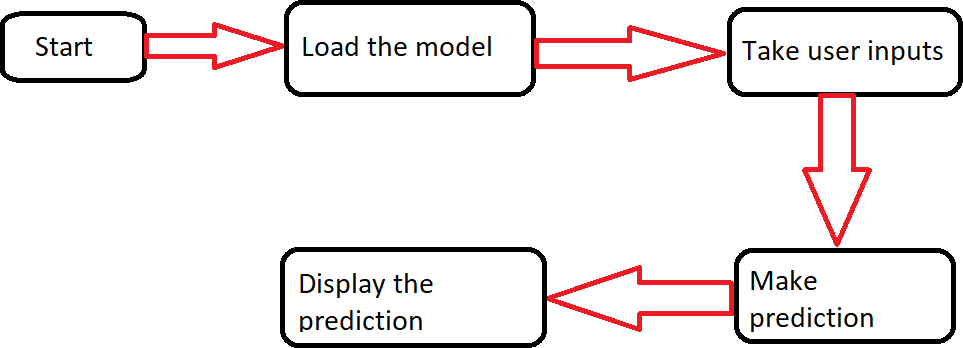 Start
Load the model
Take user inputs
Make
prediction
Display the
prediction